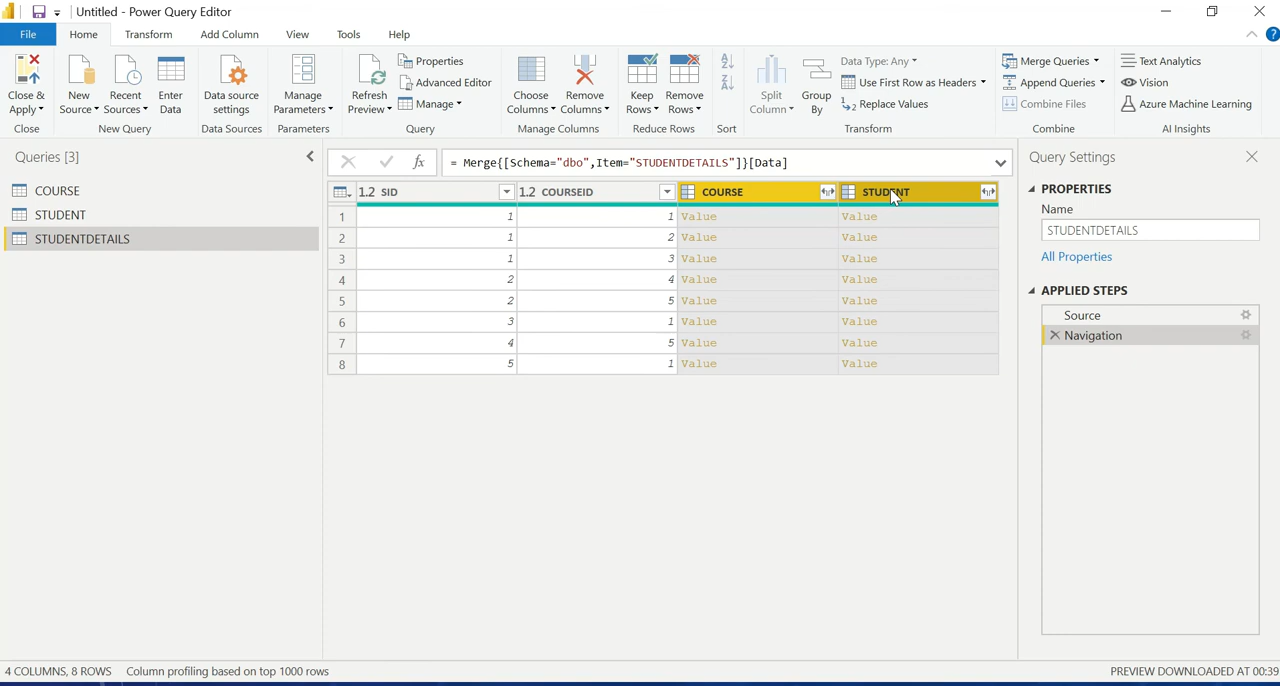 Untitled - Power Query Editor
File Home Transform Add Column View Tools Help
Close & Apply
New Source
Recent Sources
Enter Data
Data source settings
Manage Parameters
Refresh Preview
Properties
Advanced Editor
Manage
Choose Columns
Remove Columns
Keep Rows
Remove Rows
Split Column
Group By
Data Type: Any
Use First Row as Headers
Replace Values
Merge Queries
Append Queries
Combine Files
Text Analytics
Vision
Azure Machine Learning
Close New Query Data Sources Parameters Query Manage Columns Reduce Rows Sort Transform Combine AI Insights
Queries [3]
COURSE
STUDENT
STUDENTDETAILS
fx = Merge{[Schema="dbo",Item="STUDENTDETAILS"]}[Data]
1.2 SID 1.2 COURSEID COURSE STUDENT
1 1 1 Value Value
2 1 2 Value Value
3 1 3 Value Value
4 2 4 Value Value
5 2 5 Value Value
6 3 1 Value Value
7 4 5 Value Value
8 5 1 Value Value
Query Settings
PROPERTIES
Name
STUDENTDETAILS
All Properties
APPLIED STEPS
Source
Navigation
4 COLUMNS, 8 ROWS Column profiling based on top 1000 rows
PREVIEW DOWNLOADED AT 00:39